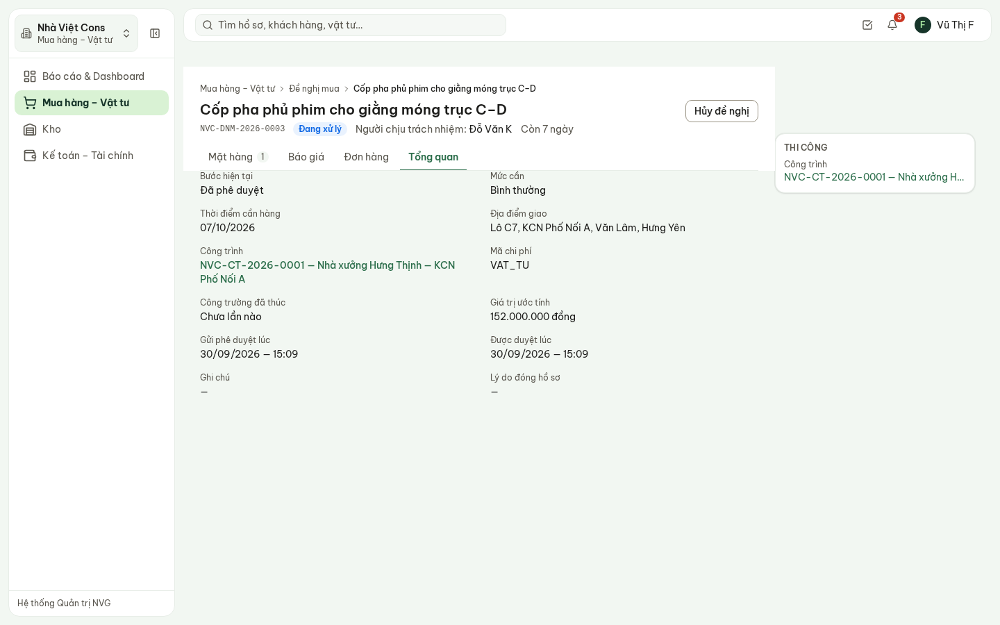 Nhà Việt Cons
Mua hàng – Vật tư
Tìm hồ sơ, khách hàng, vật tư...
3
F
Vũ Thị F
Báo cáo & Dashboard
Mua hàng – Vật tư
Kho
Kế toán – Tài chính
Hệ thống Quản trị NVG
Mua hàng – Vật tư > Đề nghị mua > Cốp pha phủ phim cho giằng móng trục C–D
Cốp pha phủ phim cho giằng móng trục C–D
Hủy đề nghị
NVC-DNM-2026-0003 Đang xử lý Người chịu trách nhiệm: Đỗ Văn K Còn 7 ngày
Mặt hàng 1 Báo giá Đơn hàng Tổng quan
Bước hiện tại
Đã phê duyệt
Mức cần
Bình thường
Thời điểm cần hàng
07/10/2026
Địa điểm giao
Lô C7, KCN Phố Nối A, Văn Lâm, Hưng Yên
Công trình
NVC-CT-2026-0001 — Nhà xưởng Hưng Thịnh — KCN
Phố Nối A
Mã chi phí
VAT_TU
Công trường đã thúc
Chưa lần nào
Giá trị ước tính
152.000.000 đồng
Gửi phê duyệt lúc
30/09/2026 — 15:09
Được duyệt lúc
30/09/2026 — 15:09
Ghi chú
—
Lý do đóng hồ sơ
—
THI CÔNG
Công trình
NVC-CT-2026-0001 — Nhà xưởng H...